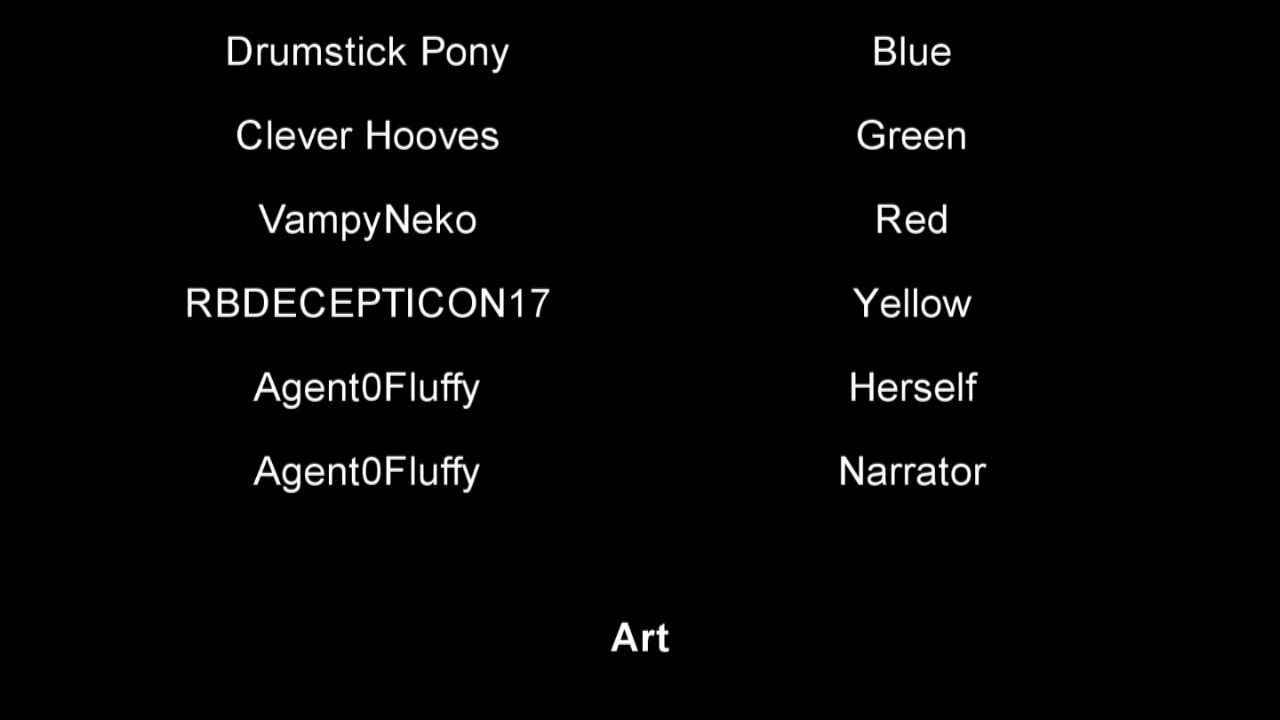 Drumstick Pony Blue
Clever Hooves Green
VampyNeko Red
RBDECEPTICON17 Yellow
Agent0Fluffy Herself
Agent0Fluffy Narrator
Art